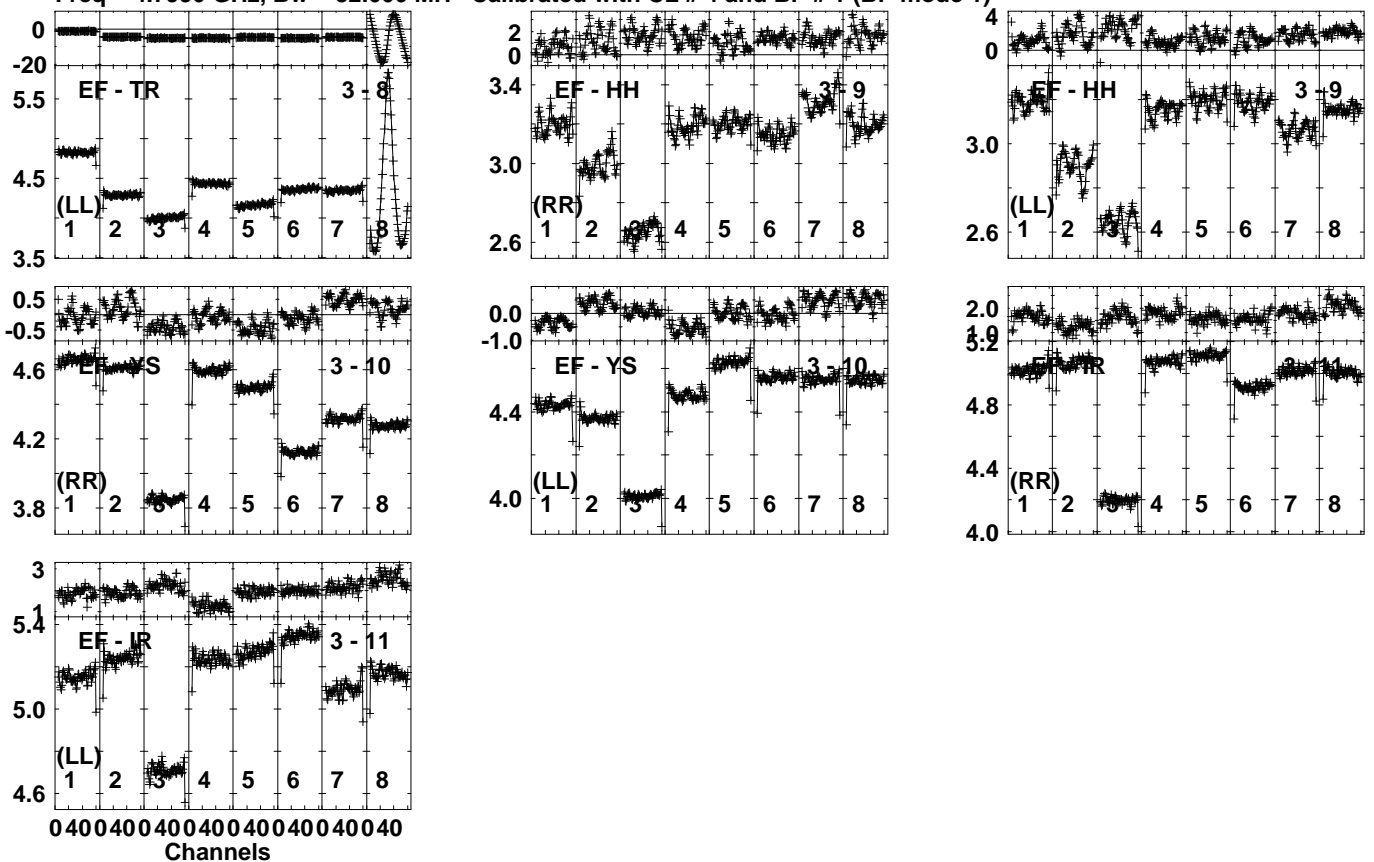 Freq = GHz, Bw = 32.000 MH Calibrated with CL # and BP # (BP mode
0
-20
EF - TR 3 - 8
5.5
4.5
3.5
(LL)
1 2 3 4 5 6 7 8
2
0
EF - HH 3 - 9
3.4
3.0
2.6
(RR)
1 2 3 4 5 6 7 8
4
0
EF - HH 3 - 9
3.0
2.6
(LL)
1 2 3 4 5 6 7 8
0.5
-0.5
EF - YS 3 - 10
4.6
4.2
3.8
(RR)
1 2 3 4 5 6 7 8
0.0
-1.0
EF - YS 3 - 10
4.4
4.0
(LL)
1 2 3 4 5 6 7 8
2.0
1.0
5.2
EF - IR 3 - 11
4.8
4.4
4.0
(RR)
1 2 3 4 5 6 7 8
3
1
5.4
EF - IR 3 - 11
5.0
4.6
(LL)
1 2 3 4 5 6 7 8
0 40 0 40 0 40 0 40 0 40 0 40 0 40 0 40
Channels